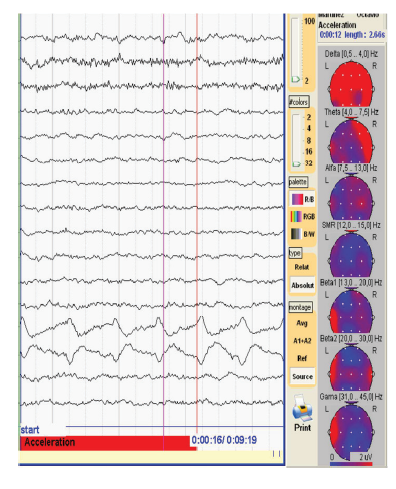 start
Acceleration
0:00:16/ 0:09:19
100
2
#colors
2
4
8
16
32
palette
R/B
RGB
B/W
type
Relat
Absolut
montage
Avg
A1+A2
Ref
Source
Print
Martinez Octavio
Acceleration
0:00:12 length: 2.66s
Delta [0,5 ... 4,0] Hz
L R
Theta [4,0 ... 7,5] Hz
L R
Alfa [7,5 ... 13,0] Hz
L R
SMR [12,0 ... 15,0] Hz
L R
Beta1 [13,0 ... 20,0] Hz
L R
Beta2 [20,0 ... 30,0] Hz
L R
Gama [31,0 ... 45,0] Hz
L R
0 2 uV